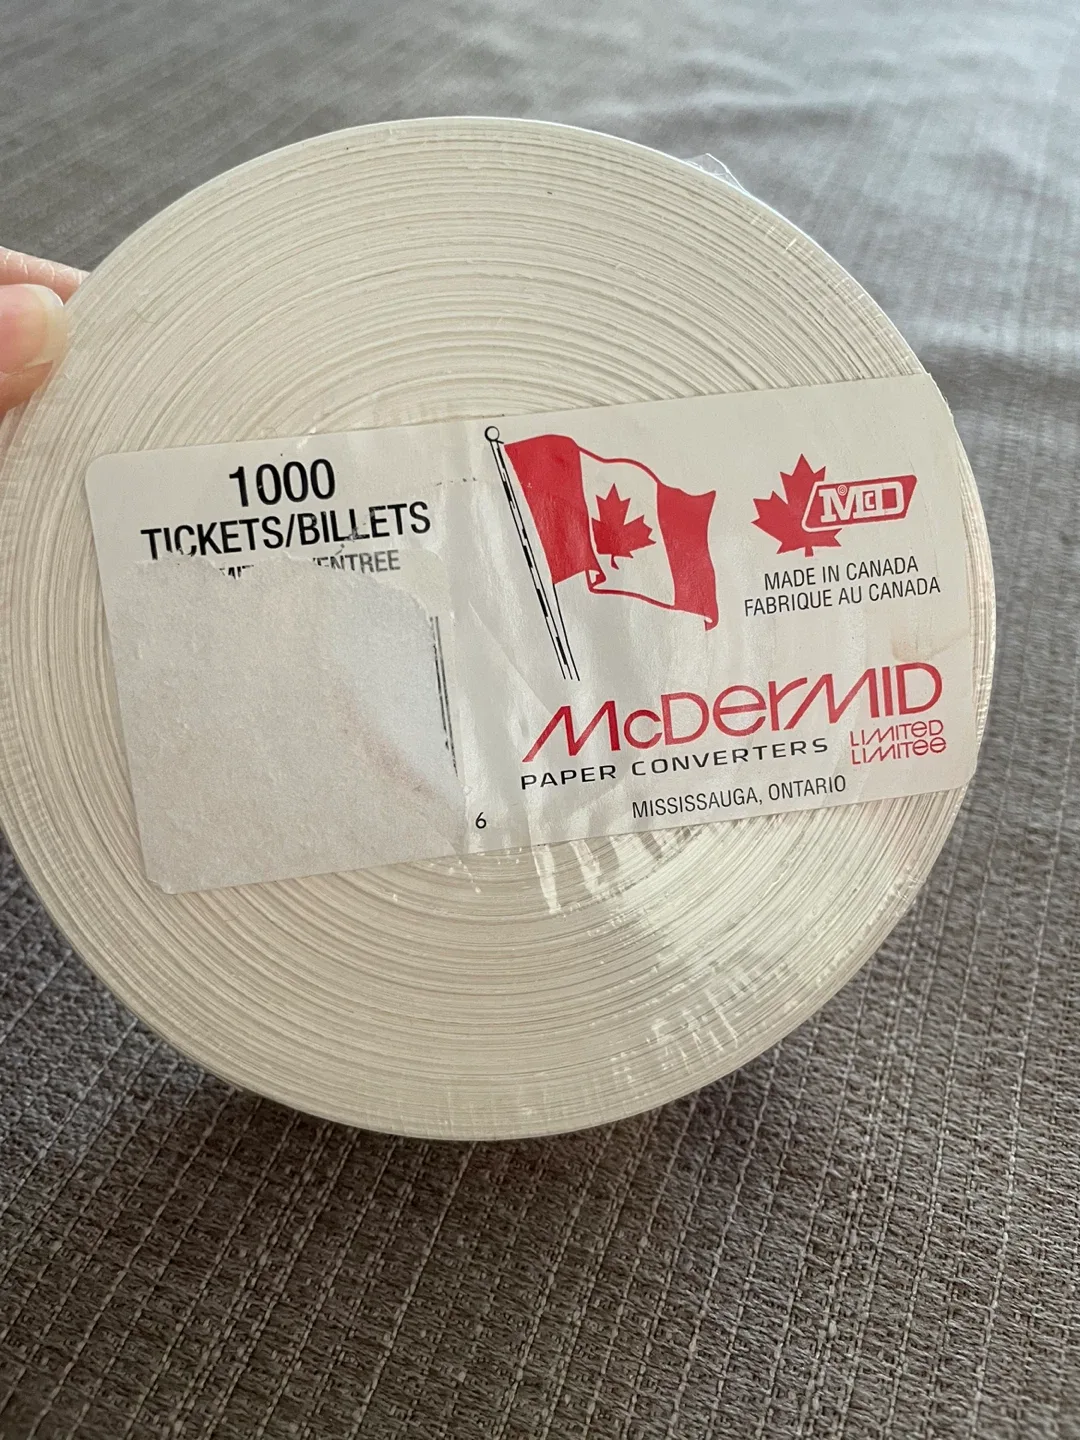 1000
TICKETS/BILLETS
MCD
MADE IN CANADA
FABRIQUE AU CANADA
McDermid
LIMITED
LIMITEE
PAPER CONVERTERS
MISSISSAUGA, ONTARIO
6